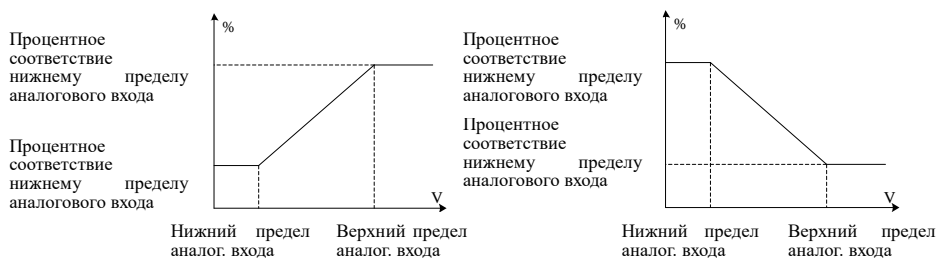 %
Процентное
соответствие
нижнему пределу
аналогового входа
Процентное
соответствие
нижнему пределу
аналогового входа
V
Нижний предел
аналог. входа
Верхний предел
аналог. входа
%
Процентное
соответствие
нижнему пределу
аналогового входа
Процентное
соответствие
нижнему пределу
аналогового входа
V
Нижний предел
аналог. входа
Верхний предел
аналог. входа